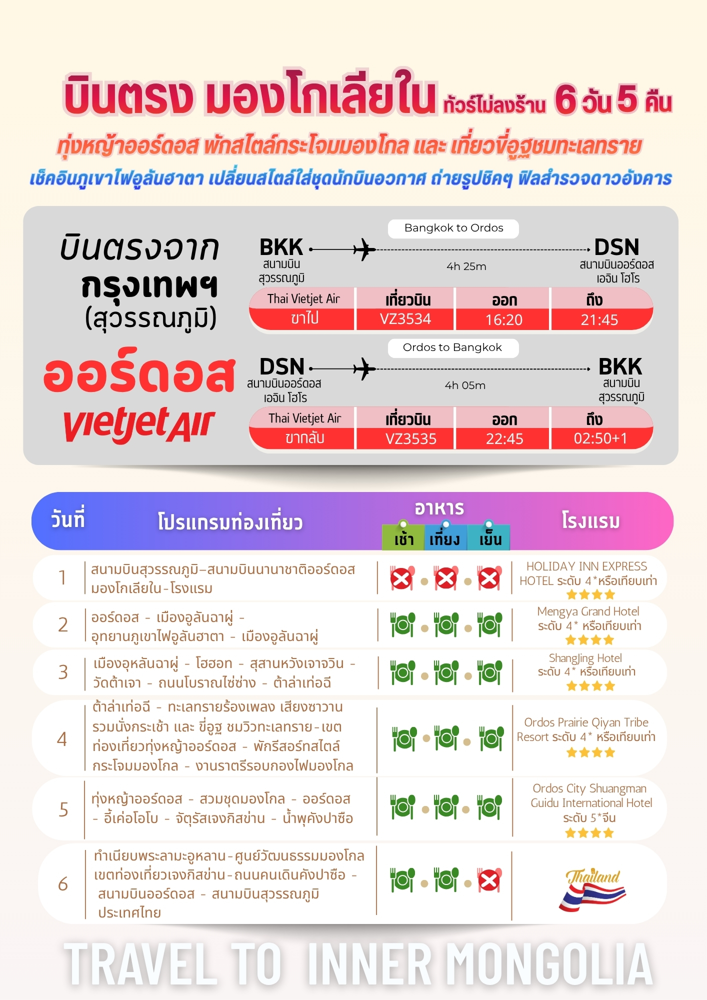 บินตรง มองโกเลียใน ทัวร์ไม่ลงร้าน 6 วัน 5 คืน
ทุ่งหญ้าออร์ดอส พักสไตล์กระโจมมองโกล และ เที่ยวขี่อูฐชมทะเลทราย
เช็คอินภูเขาไฟอูลันฮาตา เปลี่ยนสไตล์ใส่ชุดนักบินอวกาศ ถ่ายรูปชิคๆ ฟิลสำรวจดาวอังคาร
บินตรงจาก
กรุงเทพฯ
(สุวรรณภูมิ)
ออร์ดอส
vietjet Air
Bangkok to Ordos
BKK
DSN
สนามบิน
สุวรรณภูมิ
4h 25m
สนามบินออร์ดอส
เอจิน โฮโร
Thai Vietjet Air เที่ยวบิน ออก ถึง
ขาไป VZ3534 16:20 21:45
Ordos to Bangkok
DSN
BKK
สนามบินออร์ดอส
เอจิน โฮโร
4h 05m
สนามบิน
สุวรรณภูมิ
Thai Vietjet Air เที่ยวบิน ออก ถึง
ขากลับ VZ3535 22:45 02:50+1
วันที่ โปรแกรมท่องเที่ยว อาหาร โรงแรม
เช้า เที่ยง เย็น
1
สนามบินสุวรรณภูมิ–สนามบินนานาชาติออร์ดอส
มองโกเลียใน-โรงแรม
HOLIDAY INN EXPRESS
HOTEL ระดับ 4*หรือเทียบเท่า
2
ออร์ดอส - เมืองอูลันฉาผู่ -
อุทยานภูเขาไฟอูลันฮาตา - เมืองอูลันฉาผู่
Mengya Grand Hotel
ระดับ 4* หรือเทียบเท่า
3
เมืองอุหลันฉาผู่ - โฮฮอท - สุสานหวังเจาจวิน -
วัดต้าเจา - ถนนโบราณไซ่ซ่าง - ต้าล่าเท่อฉี
ShangJing Hotel
ระดับ 4* หรือเทียบเท่า
4
ต้าล่าเท่อฉี - ทะเลทรายร้องเพลง เสียงซาวาน
รวมนั่งกระเช้า และ ขี่อูฐ ชมวิวทะเลทราย-เขต
ท่องเที่ยวทุ่งหญ้าออร์ดอส - พักรีสอร์ทสไตล์
กระโจมมองโกล - งานราตรีรอบกองไฟมองโกล
Ordos Prairie Qiyan Tribe
Resort ระดับ 4* หรือเทียบเท่า
5
ทุ่งหญ้าออร์ดอส - สวมชุดมองโกล - ออร์ดอส
- อี้เค่อโอโบ - จัตุรัสเจงกิสข่าน - น้ำพุคังปาซือ
Ordos City Shuangman
Guidu International Hotel
ระดับ 5*จีน
6
ทำเนียบพระลามะอูหลาน-ศูนย์วัฒนธรรมมองโกล
เขตท่องเที่ยวเจงกิสข่าน-ถนนคนเดินคังปาซือ -
สนามบินออร์ดอส - สนามบินสุวรรณภูมิ
ประเทศไทย
Thailand
TRAVEL TO INNER MONGOLIA